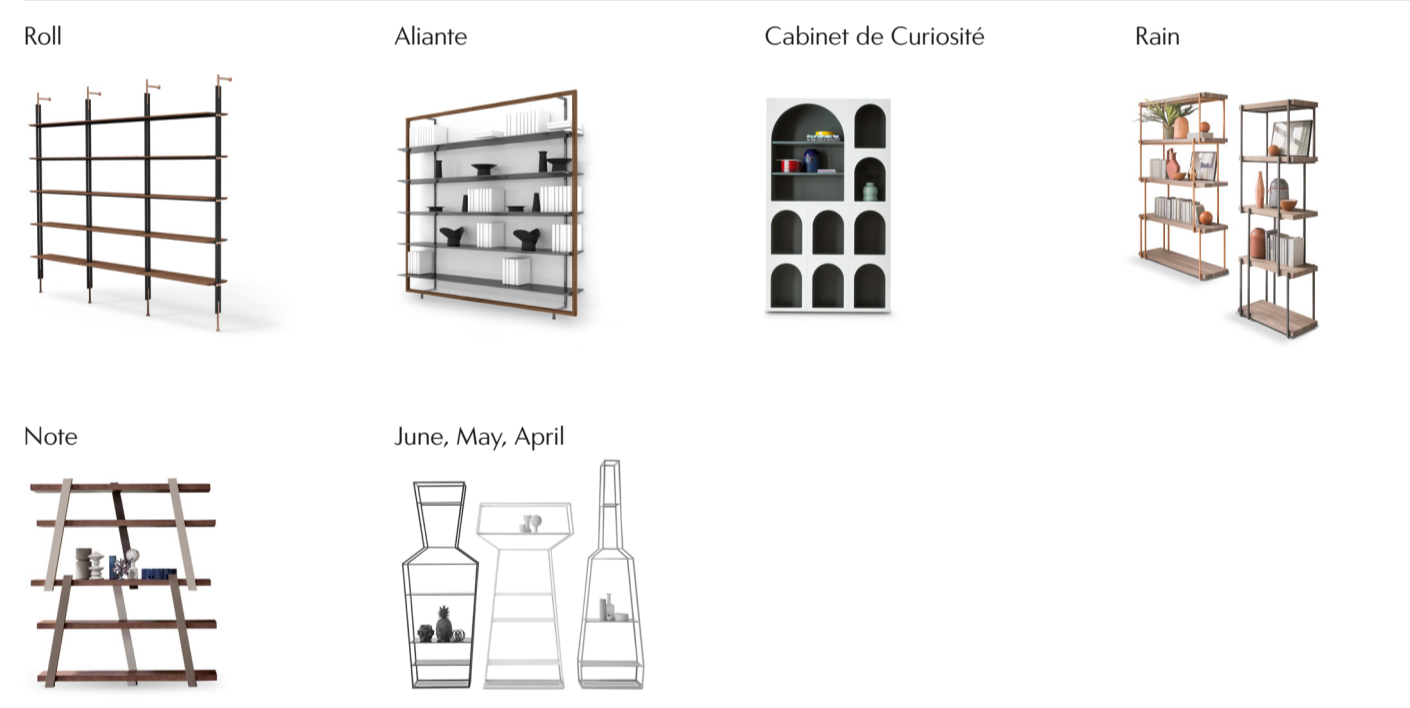 Roll
Aliante
Cabinet de Curiosité
Rain
Note
June, May, April